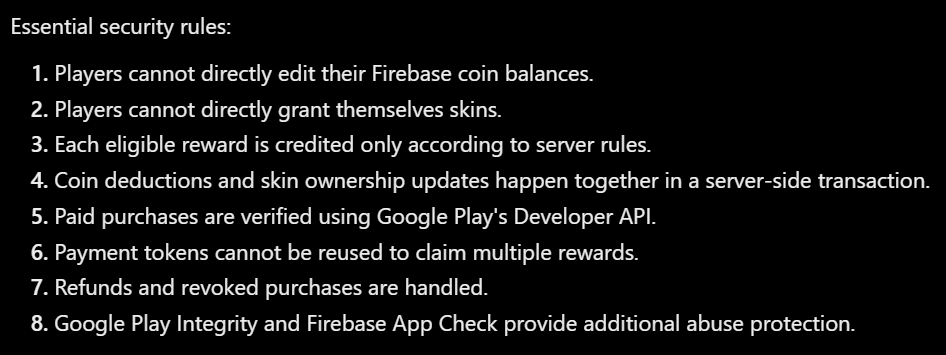 Essential security rules:
1. Players cannot directly edit their Firebase coin balances.
2. Players cannot directly grant themselves skins.
3. Each eligible reward is credited only according to server rules.
4. Coin deductions and skin ownership updates happen together in a server-side transaction.
5. Paid purchases are verified using Google Play's Developer API.
6. Payment tokens cannot be reused to claim multiple rewards.
7. Refunds and revoked purchases are handled.
8. Google Play Integrity and Firebase App Check provide additional abuse protection.